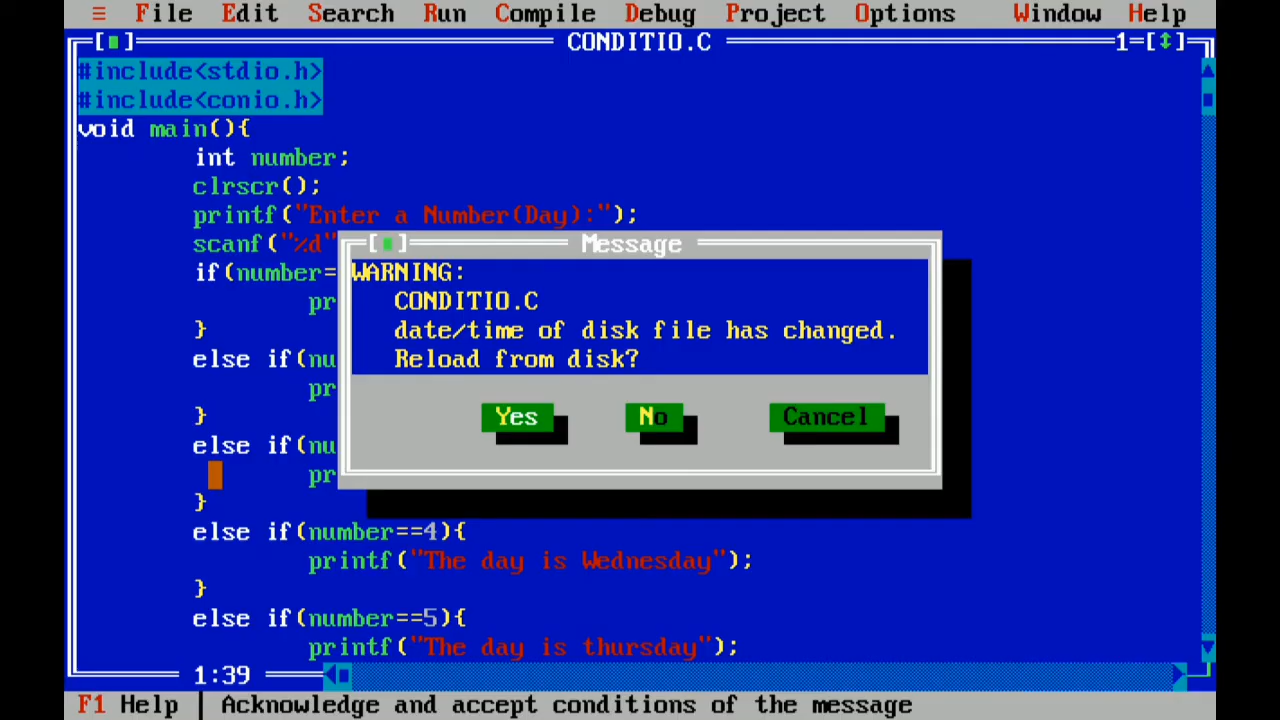 ≡ File Edit Search Run Compile Debug Project Options Window Help
CONDITIO.C 1
#include<stdio.h>
#include<conio.h>
void main(){
int number;
clrscr();
printf("Enter a Number(Day):");
scanf("%d"
Message
if(number=
WARNING:
pr
CONDITIO.C
}
date/time of disk file has changed.
else if(nu
Reload from disk?
pr
}
Yes No Cancel
else if(nu
pr
}
else if(number==4){
printf("The day is Wednesday");
}
else if(number==5){
printf("The day is thursday");
1:39
F1 Help | Acknowledge and accept conditions of the message